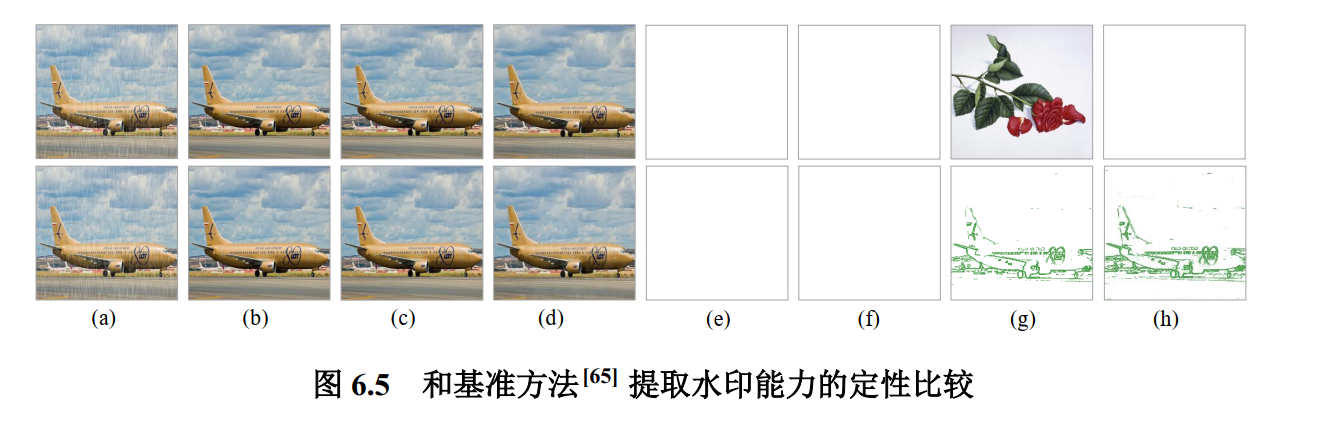 (a) (b) (c) (d) (e) (f) (g) (h)
图 6.5 和基准方法[65] 提取水印能力的定性比较